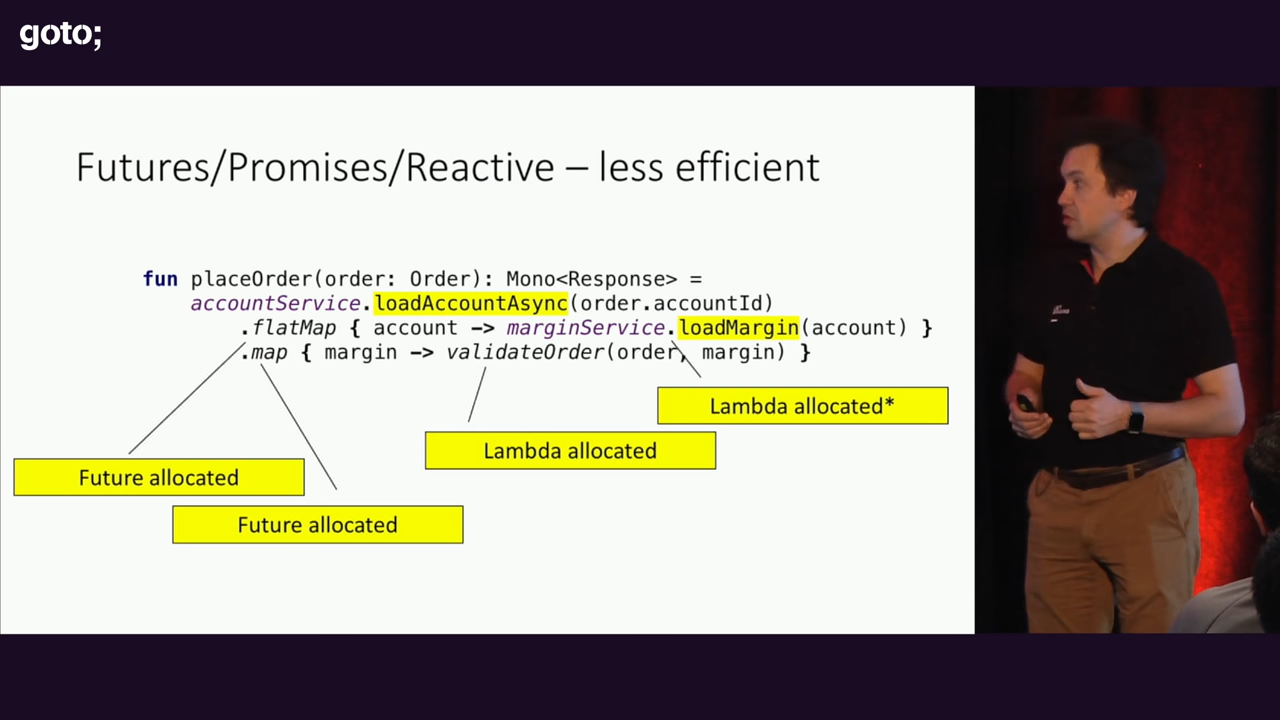 goto;
Futures/Promises/Reactive – less efficient
fun placeOrder(order: Order): Mono<Response> =
accountService.loadAccountAsync(order.accountId)
.flatMap { account –> marginService.loadMargin(account) }
.map { margin –> validateOrder(order, margin) }
Lambda allocated*
Lambda allocated
Future allocated
Future allocated